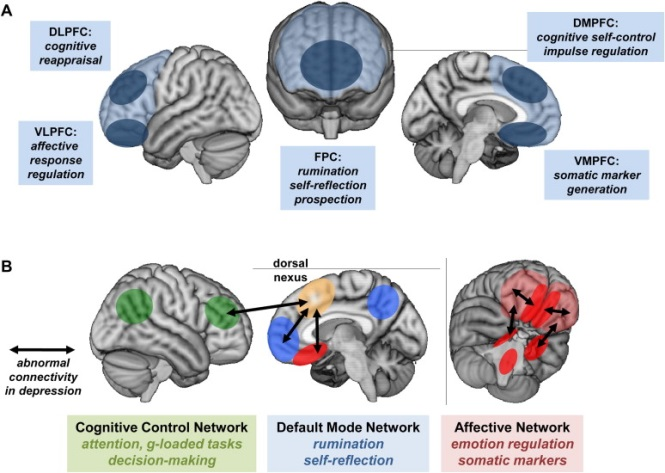 A
DLPFC:
cognitive
reappraisal
VLPFC:
affective
response
regulation
FPC:
rumination
self-reflection
prospection
DMPFC:
cognitive self-control
impulse regulation
VMPFC:
somatic marker
generation
B
dorsal
nexus
abnormal
connectivity
in depression
Cognitive Control Network
attention, g-loaded tasks
decision-making
Default Mode Network
rumination
self-reflection
Affective Network
emotion regulation
somatic markers